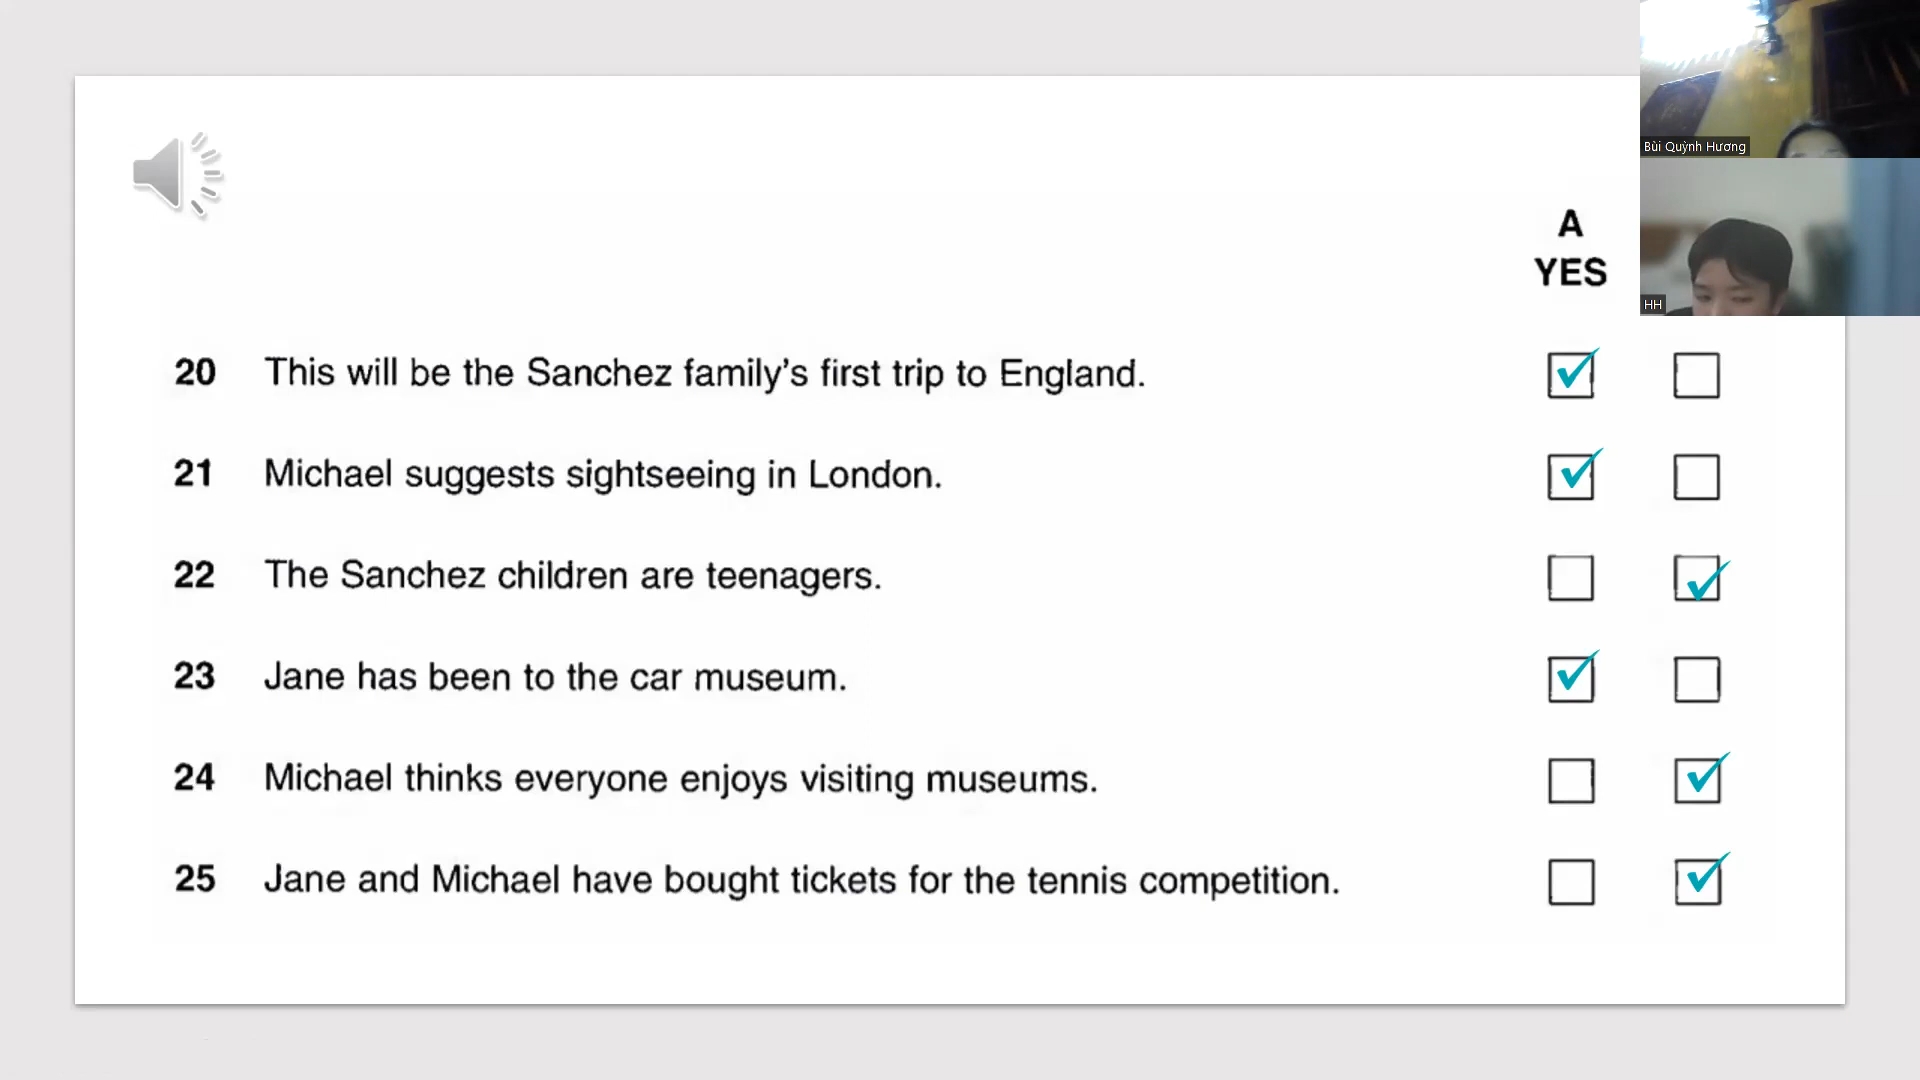 Bùi Quỳnh Hương
HH
A
YES
20 This will be the Sanchez family's first trip to England.
21 Michael suggests sightseeing in London.
22 The Sanchez children are teenagers.
23 Jane has been to the car museum.
24 Michael thinks everyone enjoys visiting museums.
25 Jane and Michael have bought tickets for the tennis competition.